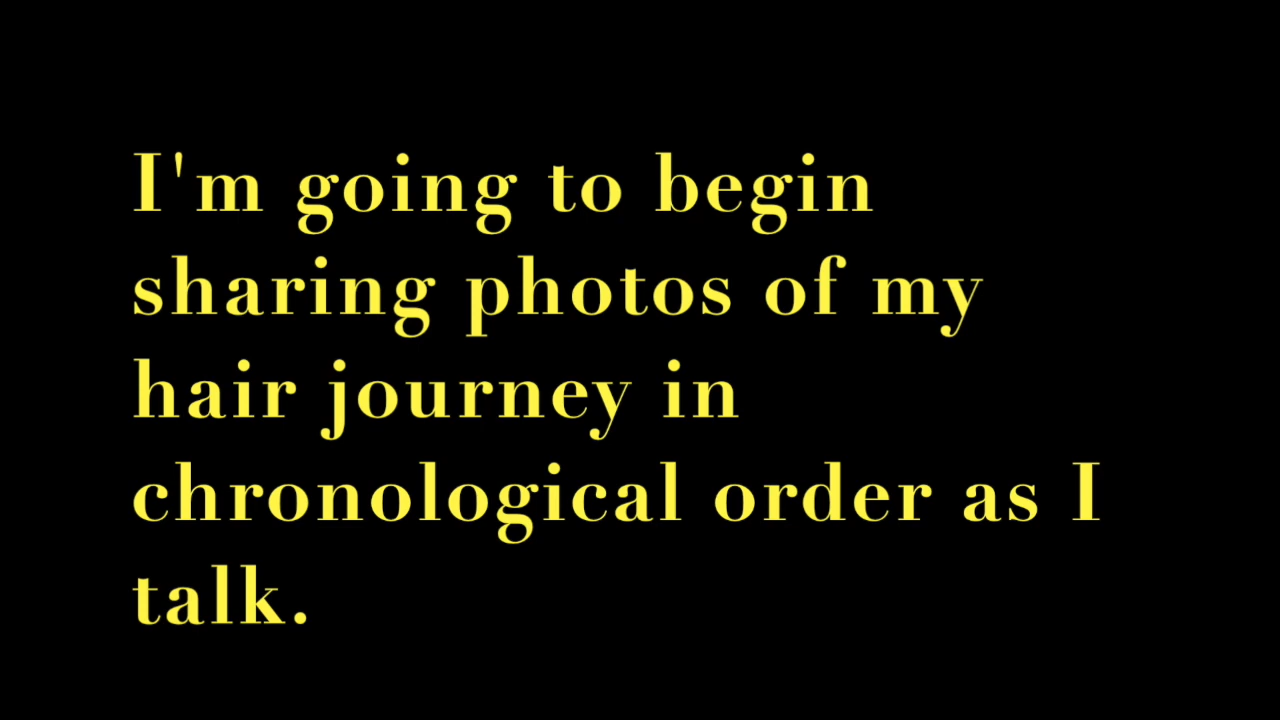 I'm going to begin
sharing photos of my
hair journey in
chronological order as I
talk.